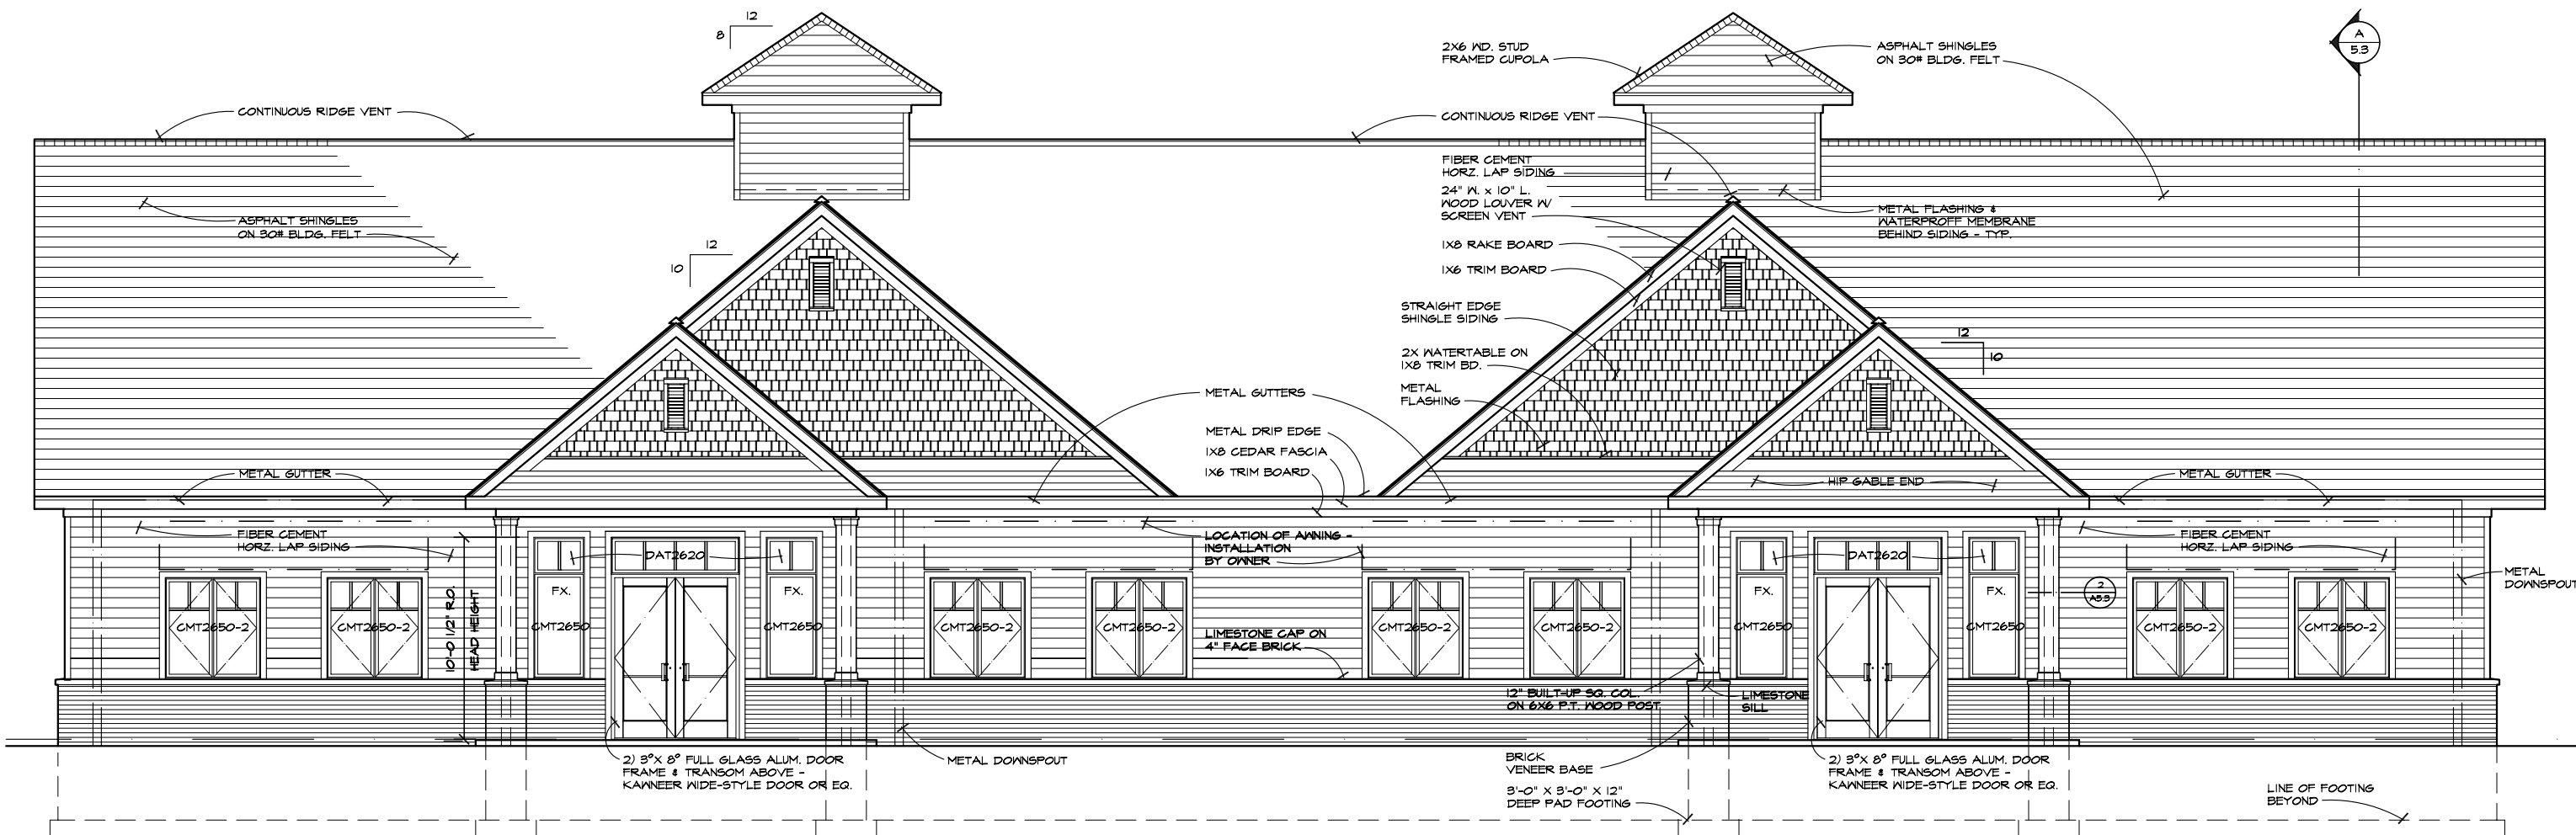 12
8
2X6 WD. STUD
FRAMED CUPOLA
ASPHALT SHINGLES
ON 30# BLDG. FELT
A
5.3
CONTINUOUS RIDGE VENT
CONTINUOUS RIDGE VENT
FIBER CEMENT
HORZ. LAP SIDING
24" W. x 10" L.
WOOD LOUVER W/
SCREEN VENT
ASPHALT SHINGLES
ON 30# BLDG. FELT
METAL FLASHING &
WATERPROFF MEMBRANE
BEHIND SIDING - TYP.
12
10
1X8 RAKE BOARD
1X6 TRIM BOARD
STRAIGHT EDGE
SHINGLE SIDING
12
10
2X WATERTABLE ON
1X8 TRIM BD.
METAL
FLASHING
METAL GUTTERS
METAL DRIP EDGE
1X8 CEDAR FASCIA
1X6 TRIM BOARD
METAL GUTTER
HIP GABLE END
METAL GUTTER
FIBER CEMENT
HORZ. LAP SIDING
LOCATION OF AWNING -
INSTALLATION
BY OWNER
FIBER CEMENT
HORZ. LAP SIDING
DAT2620
DAT2620
METAL
DOWNSPOUT
10'-0 1/2" R.O.
HEAD HEIGHT
FX.
FX.
FX.
FX.
2
A5.3
CMT2650-2
CMT2650-2
CMT2650
CMT2650
CMT2650-2
CMT2650-2
CMT2650-2
CMT2650-2
CMT2650
CMT2650
CMT2650-2
CMT2650-2
LIMESTONE CAP ON
4" FACE BRICK
12" BUILT-UP SQ. COL.
ON 6X6 P.T. WOOD POST
LIMESTONE
SILL
2) 3⁰X 8⁰ FULL GLASS ALUM. DOOR
FRAME & TRANSOM ABOVE -
KAWNEER WIDE-STYLE DOOR OR EQ.
METAL DOWNSPOUT
BRICK
VENEER BASE
3'-0" X 3'-0" X 12"
DEEP PAD FOOTING
2) 3⁰X 8⁰ FULL GLASS ALUM. DOOR
FRAME & TRANSOM ABOVE -
KAWNEER WIDE-STYLE DOOR OR EQ.
LINE OF FOOTING
BEYOND